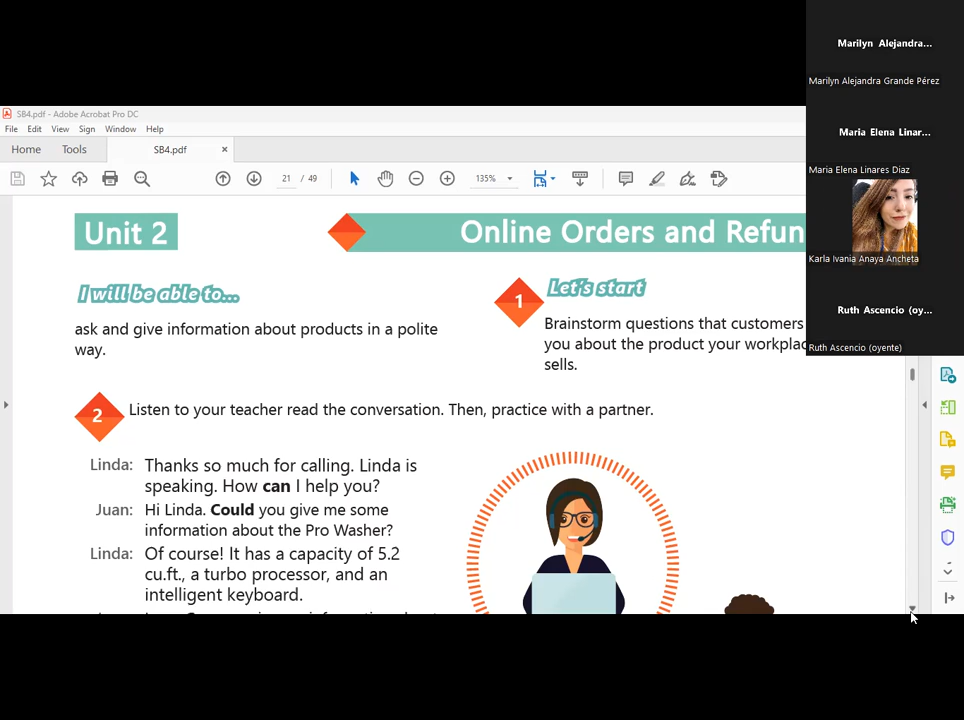 Marilyn Alejandra...
Marilyn Alejandra Grande Pérez
Maria Elena Linar...
Maria Elena Linares Diaz
Karla Ivania Anaya Ancheta
Ruth Ascencio (oy...
Ruth Ascencio (oyente)
SB4.pdf - Adobe Acrobat Pro DC
File Edit View Sign Window Help
Home Tools SB4.pdf ×
21 / 49 135%
Unit 2 Online Orders and Refun
I will be able to...
ask and give information about products in a polite
way.
1 Let's start
Brainstorm questions that customers
you about the product your workplac
sells.
2 Listen to your teacher read the conversation. Then, practice with a partner.
Linda: Thanks so much for calling. Linda is
speaking. How can I help you?
Juan: Hi Linda. Could you give me some
information about the Pro Washer?
Linda: Of course! It has a capacity of 5.2
cu.ft., a turbo processor, and an
intelligent keyboard.